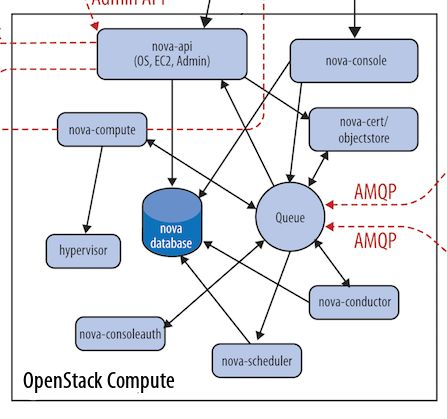 Admin API
nova-api
(OS, EC2, Admin)
nova-console
nova-cert/
objectstore
nova-compute
AMQP
nova
database
Queue
AMQP
hypervisor
nova-conductor
nova-consoleauth
nova-scheduler
OpenStack Compute